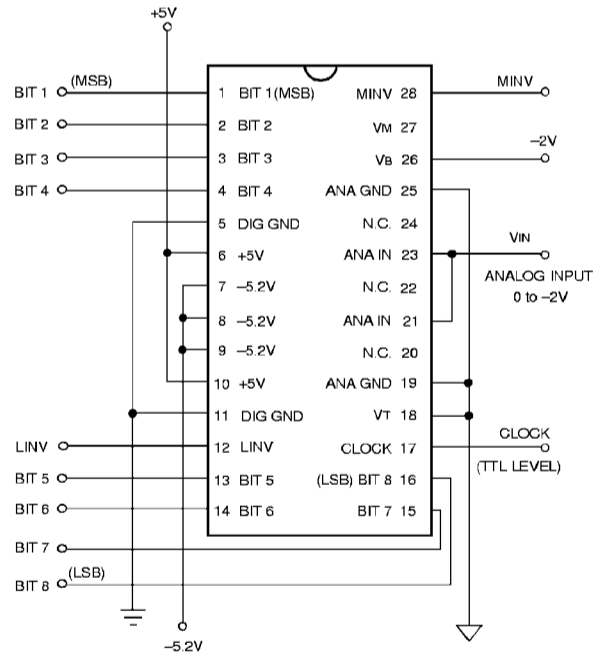 +5V
BIT 1 (MSB)
BIT 2
BIT 3
BIT 4
LINV
BIT 5
BIT 6
BIT 7
BIT 8 (LSB)
–5.2V
1 BIT 1(MSB)
2 BIT 2
3 BIT 3
4 BIT 4
5 DIG GND
6 +5V
7 –5.2V
8 –5.2V
9 –5.2V
10 +5V
11 DIG GND
12 LINV
13 BIT 5
14 BIT 6
MINV 28
VM 27
VB 26
ANA GND 25
N.C. 24
ANA IN 23
N.C. 22
ANA IN 21
N.C. 20
ANA GND 19
VT 18
CLOCK 17
(LSB) BIT 8 16
BIT 7 15
MINV
–2V
VIN
ANALOG INPUT
0 to –2V
CLOCK
(TTL LEVEL)